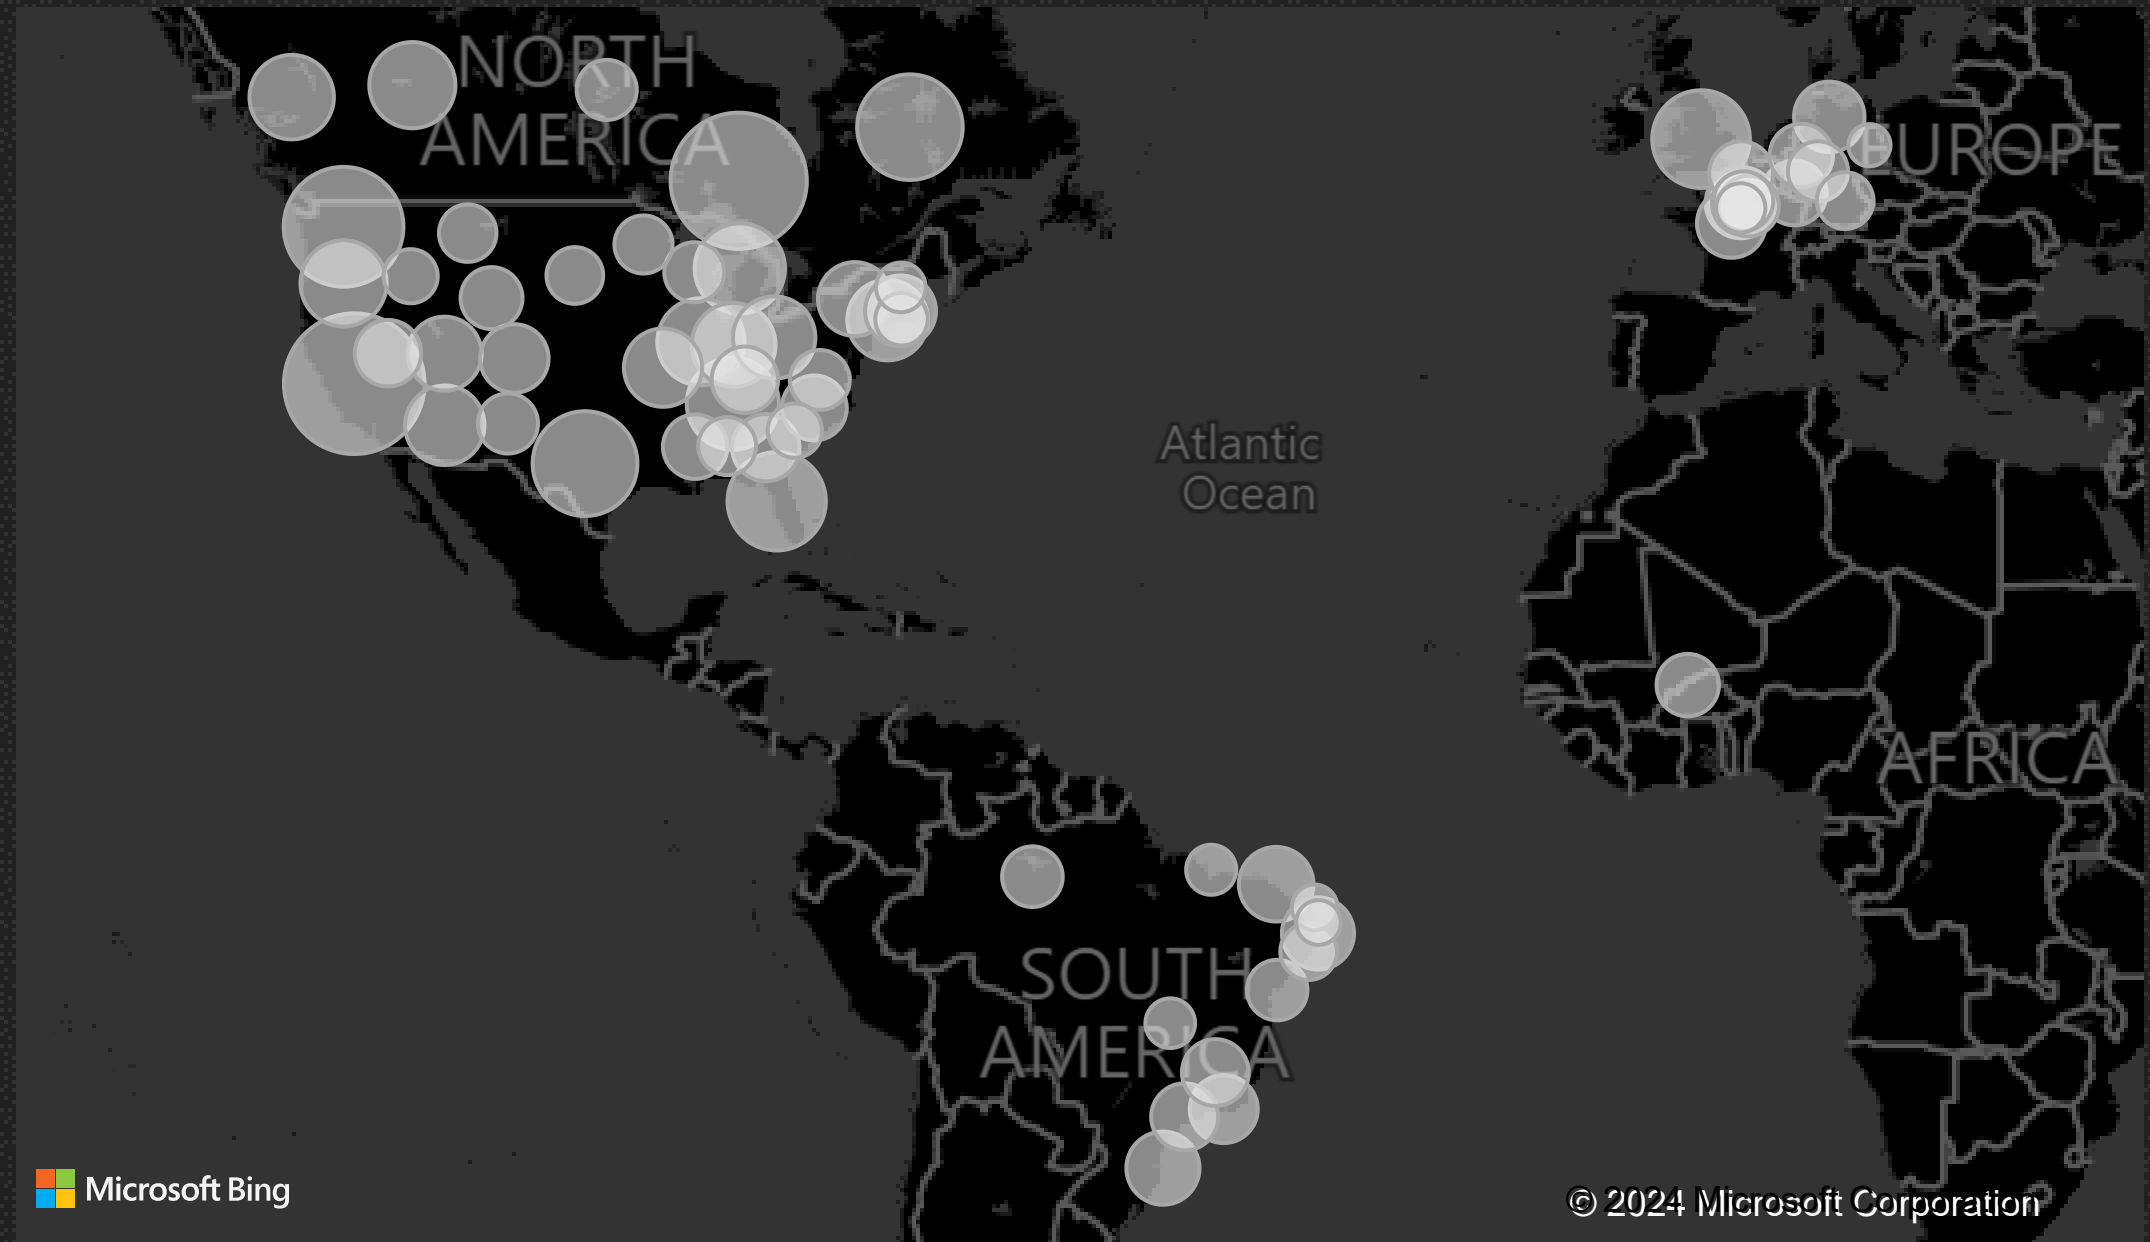 NORTH
AMERICA
EUROPE
Atlantic
Ocean
AFRICA
SOUTH
AMERICA
Microsoft Bing
© 2024 Microsoft Corporation